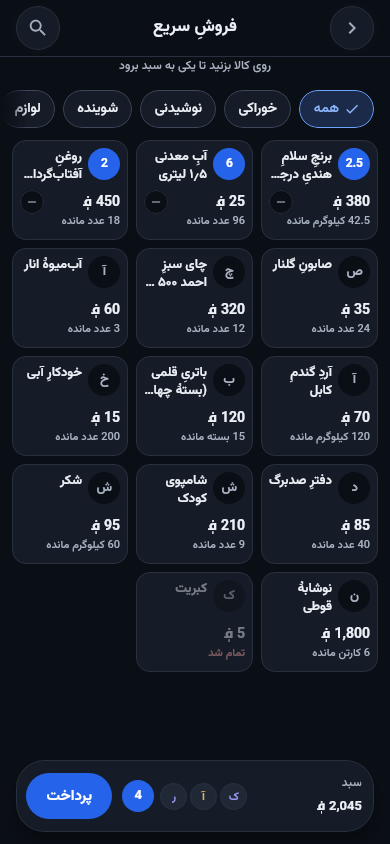 فروشِ سریع
روی کالا بزنید تا یکی به سبد برود
همه
خوراکی
نوشیدنی
شوینده
لوازم
2.5
برنجِ سلامِ
هندیِ درجـ...
380 ؋
42.5 کیلوگرم مانده
6
آبِ معدنی
۱٫۵ لیتری
25 ؋
96 عدد مانده
2
روغنِ
آفتاب‌گردا...
450 ؋
18 عدد مانده
ص
صابونِ گلنار
35 ؋
24 عدد مانده
چ
چای سبزِ
احمد ۵۰۰ ...
320 ؋
12 عدد مانده
آ
آب‌میوهٔ انار
60 ؋
3 عدد مانده
آ
آردِ گندمِ
کابل
70 ؋
120 کیلوگرم مانده
ب
باتریِ قلمی
(بستهٔ چها...
120 ؋
15 بسته مانده
خ
خودکارِ آبی
15 ؋
200 عدد مانده
د
دفترِ صدبرگ
85 ؋
40 عدد مانده
ش
شامپوی
کودک
210 ؋
9 عدد مانده
ش
شکر
95 ؋
60 کیلوگرم مانده
ن
نوشابهٔ
قوطی
1,800 ؋
6 کارتن مانده
ک
کبریت
5 ؋
تمام شد
سبد
2,045 ؋
ک
آ
ر
4
پرداخت